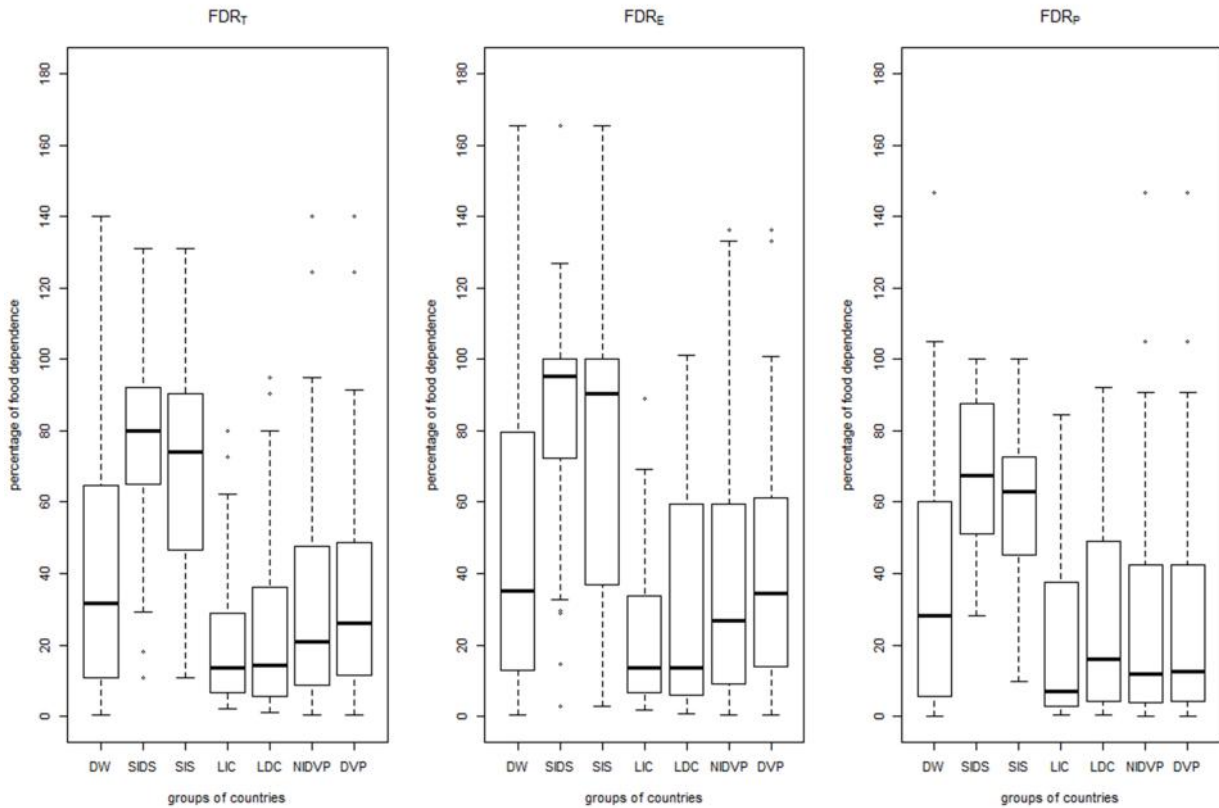 FDRT
percentage of food dependence
180
160
140
120
100
80
60
40
20
0
DW SIDS SIS LIC LDC NIDVP DVP
groups of countries
FDRE
percentage of food dependence
180
160
140
120
100
80
60
40
20
0
DW SIDS SIS LIC LDC NIDVP DVP
groups of countries
FDRP
percentage of food dependence
180
160
140
120
100
80
60
40
20
0
DW SIDS SIS LIC LDC NIDVP DVP
groups of countries